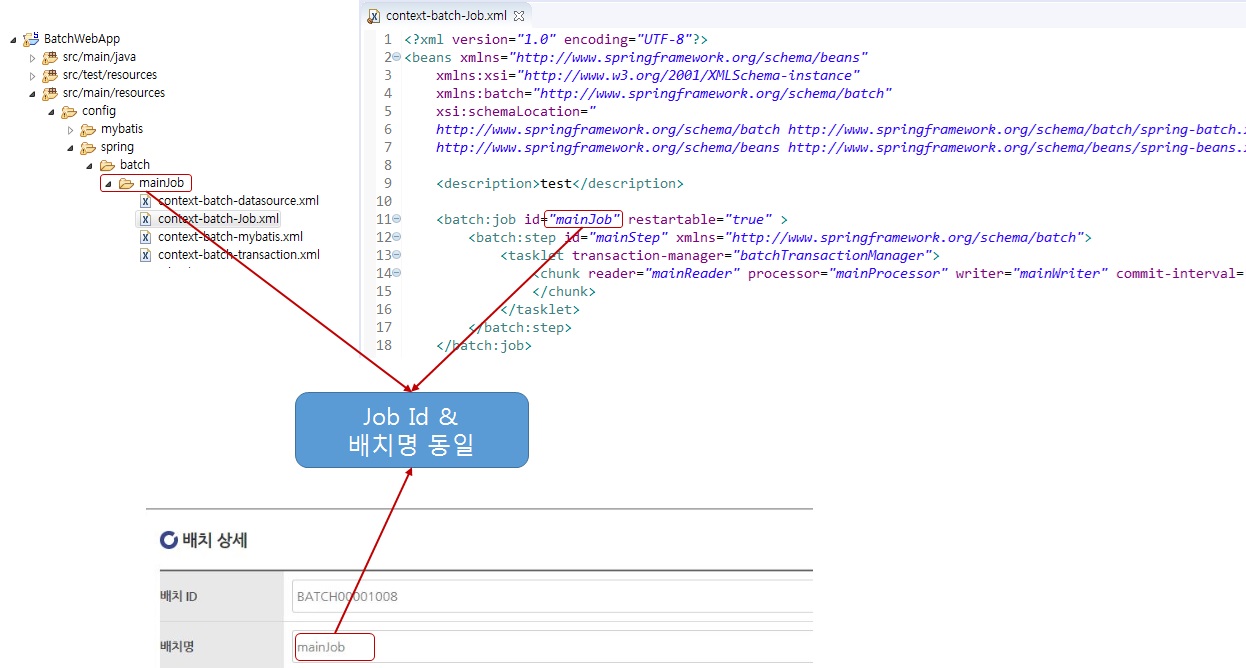 BatchWebApp
src/main/java
src/test/resources
src/main/resources
config
mybatis
spring
batch
mainJob
context-batch-datasource.xml
context-batch-Job.xml
context-batch-mybatis.xml
context-batch-transaction.xml
context-batch-Job.xml
1 <?xml version="1.0" encoding="UTF-8"?>
2 <beans xmlns="http://www.springframework.org/schema/beans"
3 xmlns:xsi="http://www.w3.org/2001/XMLSchema-instance"
4 xmlns:batch="http://www.springframework.org/schema/batch"
5 xsi:schemaLocation="
6 http://www.springframework.org/schema/batch http://www.springframework.org/schema/batch/spring-batch.
7 http://www.springframework.org/schema/beans http://www.springframework.org/schema/beans/spring-beans.
8
9 <description>test</description>
10
11 <batch:job id="mainJob" restartable="true" >
12 <batch:step id="mainStep" xmlns="http://www.springframework.org/schema/batch">
13 <tasklet transaction-manager="batchTransactionManager">
14 <chunk reader="mainReader" processor="mainProcessor" writer="mainWriter" commit-interval=
15 </chunk>
16 </tasklet>
17 </batch:step>
18 </batch:job>
Job Id &
배치명 동일
배치 상세
배치 ID BATCH00001008
배치명 mainJob